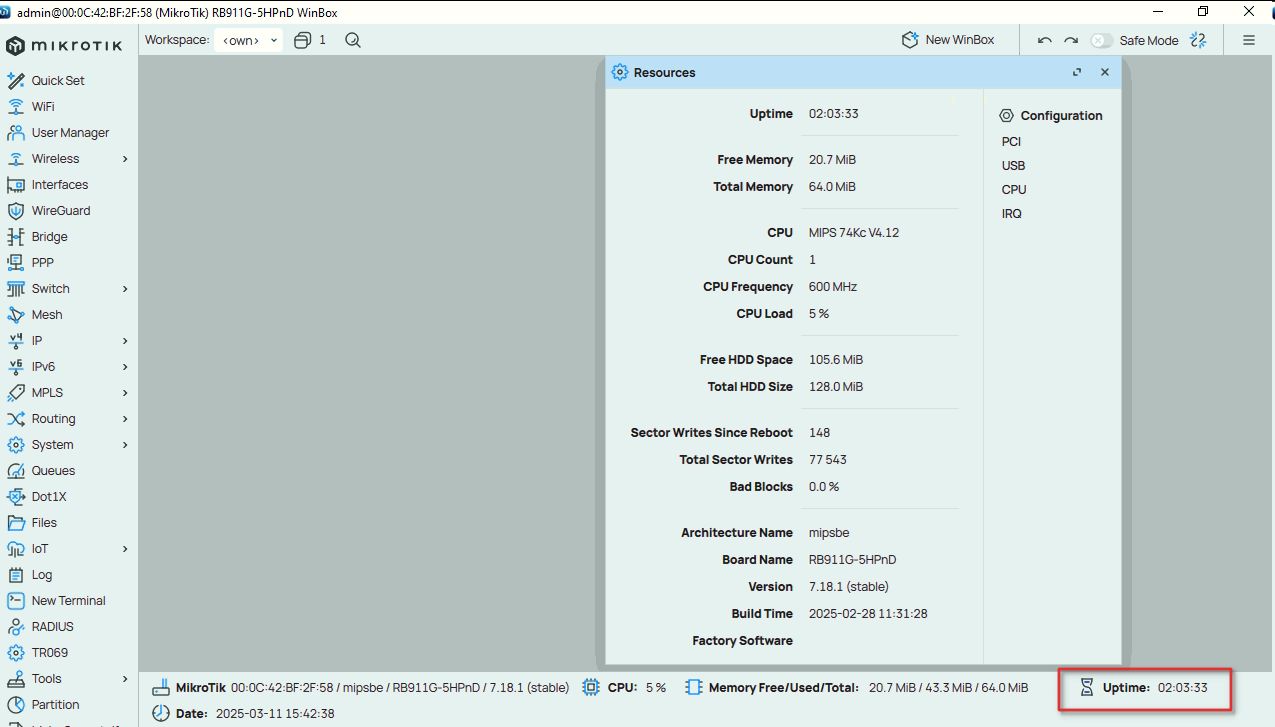 admin@00:0C:42:BF:2F:58 (MikroTik) RB911G-5HPnD WinBox
MikroTik
Workspace: <own> 1
New WinBox
Safe Mode
Quick Set
WiFi
User Manager
Wireless
Interfaces
WireGuard
Bridge
PPP
Switch
Mesh
IP
IPv6
MPLS
Routing
System
Queues
Dot1X
Files
IoT
Log
New Terminal
RADIUS
TR069
Tools
Partition
Resources
Uptime 02:03:33
Free Memory 20.7 MiB
Total Memory 64.0 MiB
CPU MIPS 74Kc V4.12
CPU Count 1
CPU Frequency 600 MHz
CPU Load 5 %
Free HDD Space 105.6 MiB
Total HDD Size 128.0 MiB
Sector Writes Since Reboot 148
Total Sector Writes 77 543
Bad Blocks 0.0 %
Architecture Name mipsbe
Board Name RB911G-5HPnD
Version 7.18.1 (stable)
Build Time 2025-02-28 11:31:28
Factory Software
Configuration
PCI
USB
CPU
IRQ
MikroTik 00:0C:42:BF:2F:58 / mipsbe / RB911G-5HPnD / 7.18.1 (stable) CPU: 5 % Memory Free/Used/Total: 20.7 MiB / 43.3 MiB / 64.0 MiB Uptime: 02:03:33
Date: 2025-03-11 15:42:38